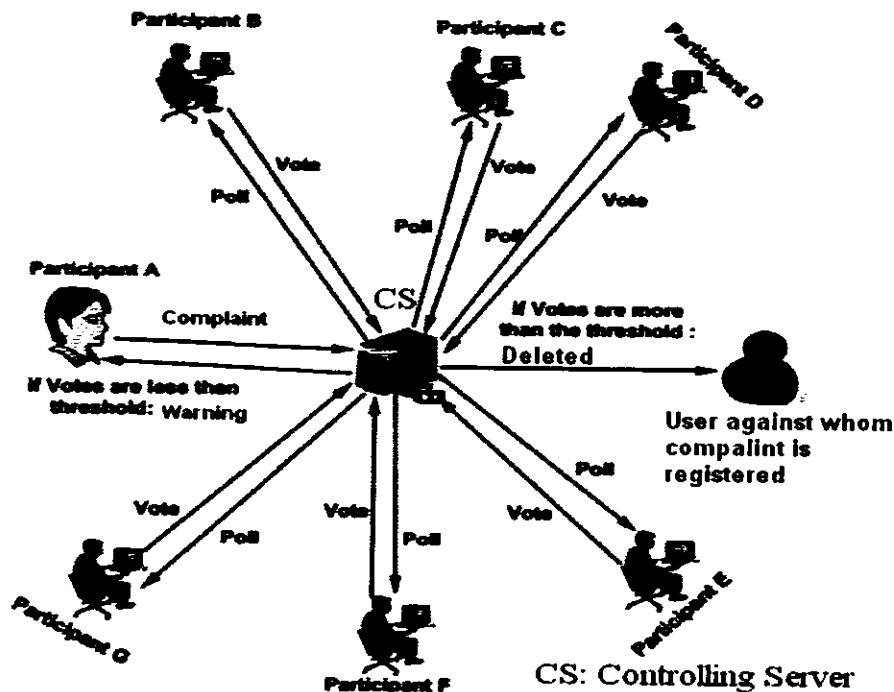 Participant B
Participant C
Participant D
Vote
Poll
Vote
Poll
Poll
Vote
Participant A
Complaint
CS
If Votes are more
than the threshold :
Deleted
If Votes are less than
threshold: Warning
User against whom
compalint is
registered
Vote
Poll
Vote
Poll
Poll
Vote
Participant G
Participant F
Participant E
CS: Controlling Server